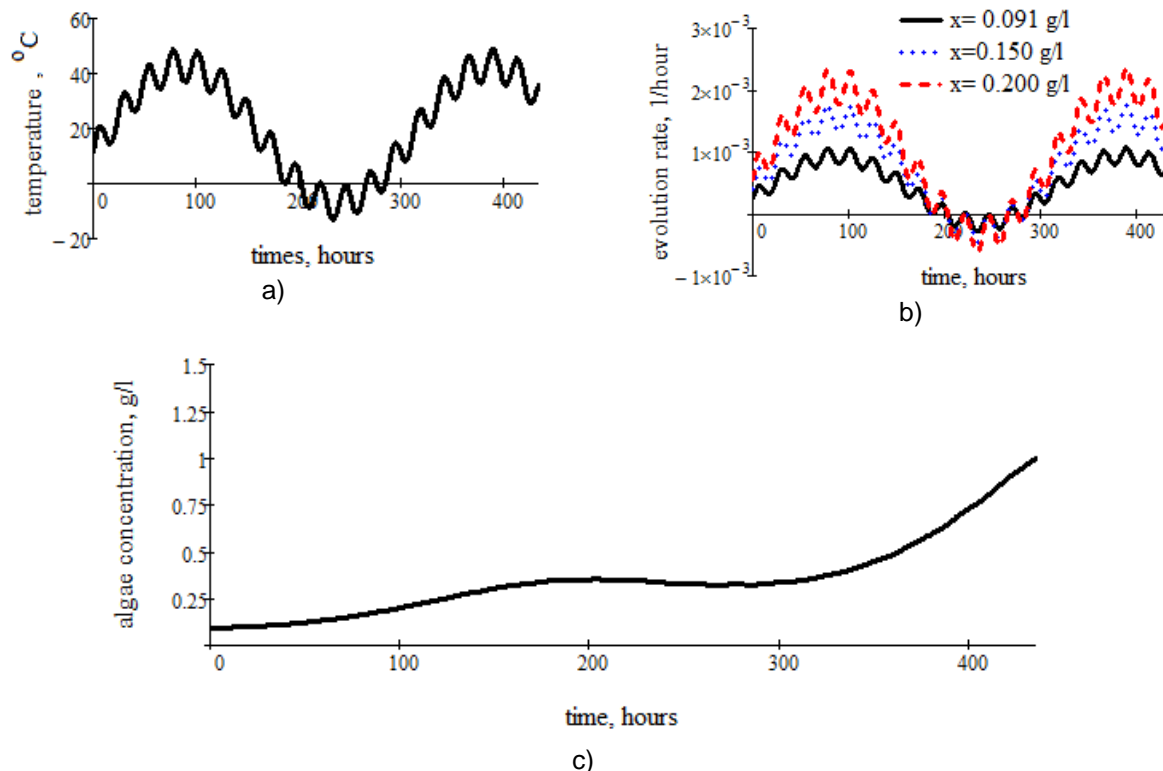 60
40
20
0
− 20
100
200
300
400
temperature , ⁰C
times, hours
a)
x= 0.091 g/l
x=0.150 g/l
x= 0.200 g/l
3×10⁻³
2×10⁻³
1×10⁻³
− 1×10⁻³
0
100
200
300
400
evolution rate, 1/hour
time, hours
b)
1.5
1.25
1
0.75
0.5
0.25
0
100
200
300
400
algae concentration, g/l
time, hours
c)